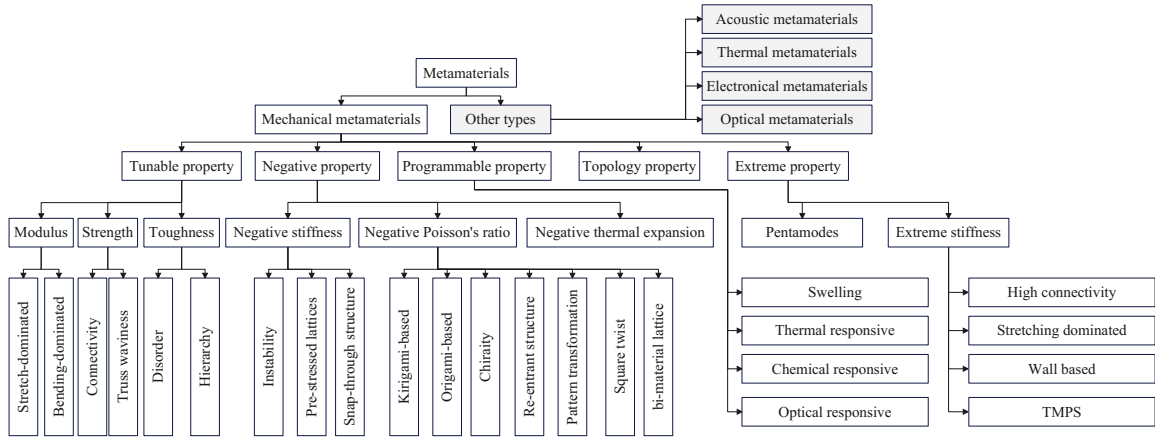 Acoustic metamaterials
Thermal metamaterials
Metamaterials
Electronical metamaterials
Mechanical metamaterials
Other types
Optical metamaterials
Tunable property
Negative property
Programmable property
Topology property
Extreme property
Modulus
Strength
Toughness
Negative stiffness
Negative Poisson's ratio
Negative thermal expansion
Pentamodes
Extreme stiffness
Stretch-dominated
Bending-dominated
Connectivity
Truss waviness
Disorder
Hierarchy
Instability
Pre-stressed lattices
Snap-through structure
Kirigami-based
Origami-based
Chiraity
Re-entrant structure
Pattern transformation
Square twist
bi-material lattice
Swelling
High connectivity
Thermal responsive
Stretching dominated
Chemical responsive
Wall based
Optical responsive
TMPS